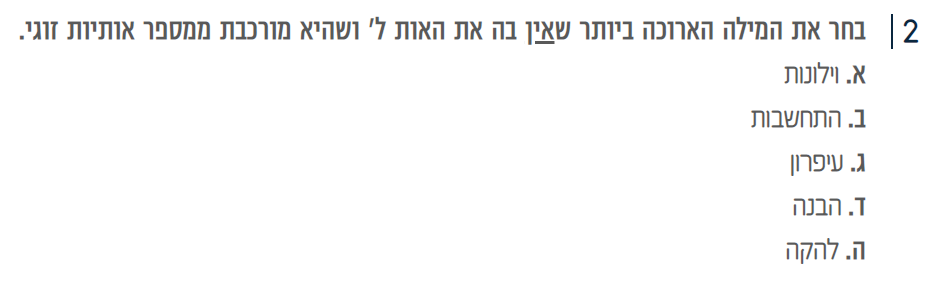 2 בחר את המילה הארוכה ביותר שאין בה את האות ל' ושהיא מורכבת ממספר אותיות זוגי.
א. וילונות
ב. התחשבות
ג. עיפרון
ד. הבנה
ה. להקה